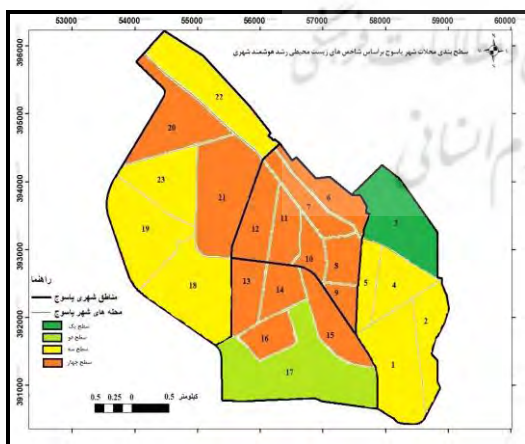 53000 54000 55000 56000 57000 58000 59000 60000
سطح بندی محلات شهر یاسوج براساس شاخص های زیست محیطی رشد هوشمند شهری
396000
395000
394000
393000
392000
391000
22
20
6
7
23
21
12
11
3
19
10
8
5
4
18
13
14
9
2
15
16
17
1
راهنما
مناطق شهری یاسوج
محله های شهر یاسوج
سطح یک
سطح دو
سطح سه
سطح چهار
0.5 0.25 0 0.5 کیلومتر